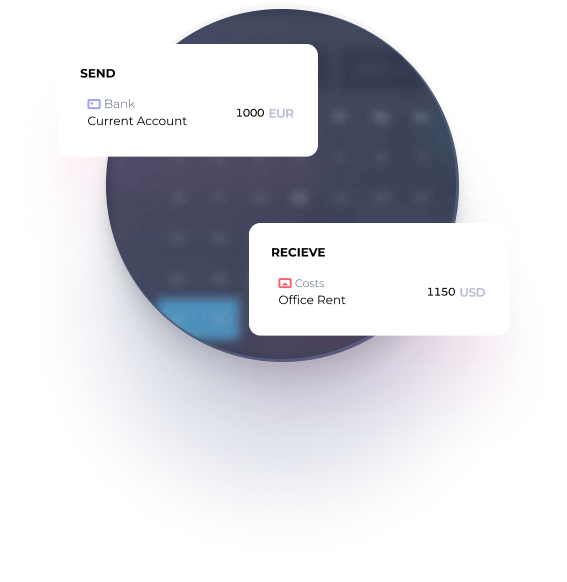 SEND
Bank
Current Account
1000 EUR
RECIEVE
Costs
Office Rent
1150 USD